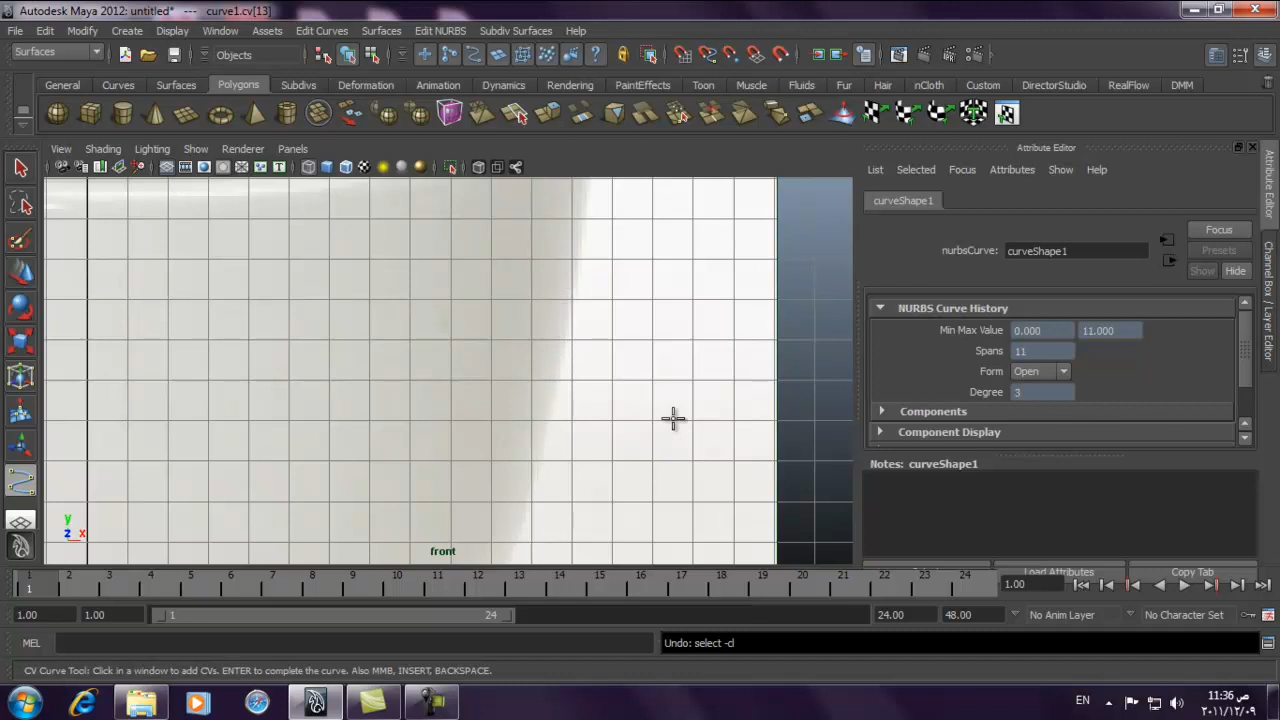 Autodesk Maya 2012: untitled*   ---   curve1.cv[13]
File Edit Modify Create Display Window Assets Edit Curves Surfaces Edit NURBS Subdiv Surfaces Help
Surfaces Objects
General Curves Surfaces Polygons Subdivs Deformation Animation Dynamics Rendering PaintEffects Toon Muscle Fluids Fur Hair nCloth Custom DirectorStudio RealFlow DMM
View Shading Lighting Show Renderer Panels
Attribute Editor
List Selected Focus Attributes Show Help
curveShape1
Focus
nurbsCurve: curveShape1
Presets
Show Hide
NURBS Curve History
Min Max Value 0.000 11.000
Spans 11
Form Open
Degree 3
Components
Component Display
Notes: curveShape1
Load Attributes Copy Tab
Attribute Editor
Channel Box / Layer Editor
y
z x
front
1 2 3 4 5 6 7 8 9 10 11 12 13 14 15 16 17 18 19 20 21 22 23 24
1 1.00
1.00 1.00 1 24 24.00 48.00 No Anim Layer No Character Set
MEL Undo: select -cl
CV Curve Tool: Click in a window to add CVs. ENTER to complete the curve. Also MMB, INSERT, BACKSPACE.
EN 11:36 ص
٢٠١١/١٢/٠٩